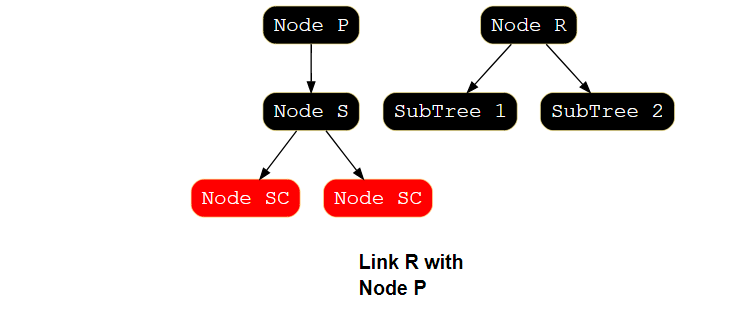 Node P
Node R
Node S
SubTree 1
SubTree 2
Node SC
Node SC
Link R with
Node P